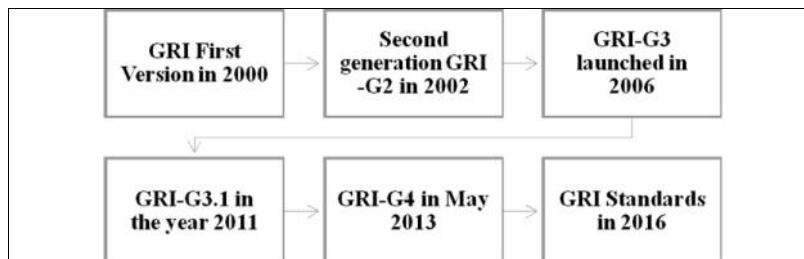 GRI First
Version in 2000
Second
generation GRI
-G2 in 2002
GRI-G3
launched in
2006
GRI-G3.1 in
the year 2011
GRI-G4 in May
2013
GRI Standards
in 2016